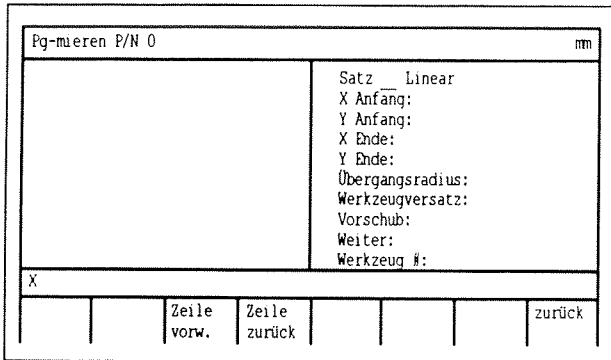 Pg-mieren P/N 0 mm
Satz __ Linear
X Anfang:
Y Anfang:
X Ende:
Y Ende:
Übergangsradius:
Werkzeugversatz:
Vorschub:
Weiter:
Werkzeug #:
X
Zeile vorw.
Zeile zurück
zurück